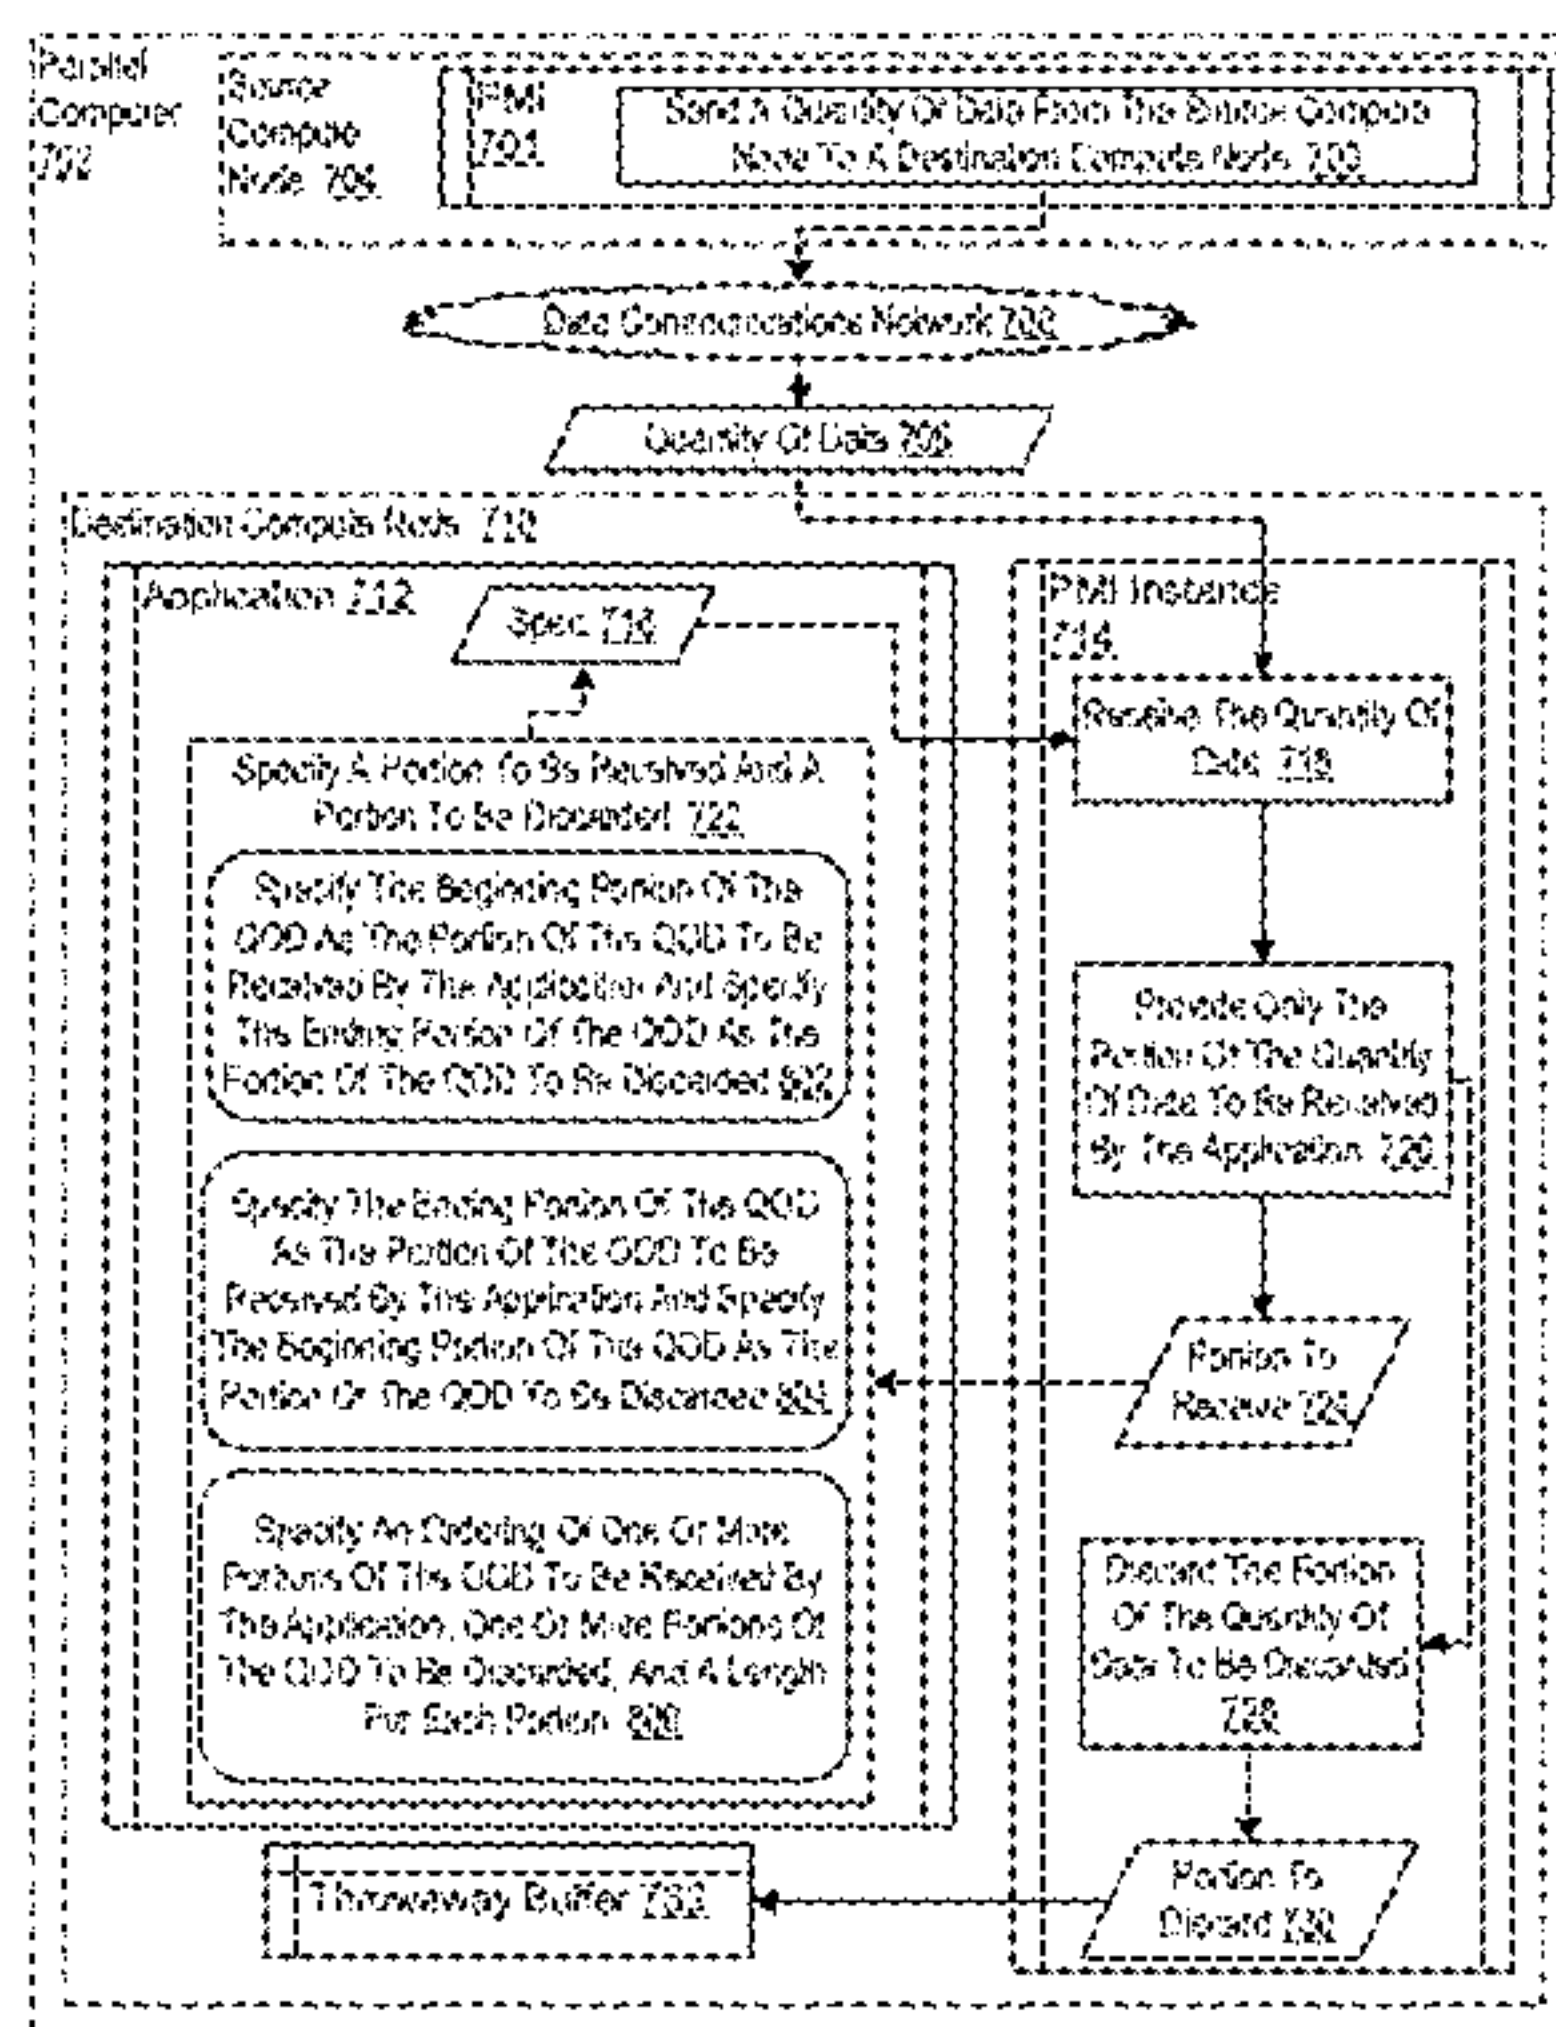 Parallel
Computer
702
Source
Compute
Node 704
PMI
701
Send A Quantity Of Data From The Source Compute
Node To A Destination Compute Node 703
Data Communications Network
Quantity Of Data 706
Destination Compute Node 710
Application 712
Spec.
PMI Instance
714
Receive The Quantity Of
Data 718
Specify A Portion To Be Received And A
Portion To Be Discarded 722
Specify The Beginning Portion Of The
QOD As The Portion Of The QOD To Be
Received By The Application And Specify
The Ending Portion Of The QOD As The
Portion Of The QOD To Be Discarded 802
Provide Only The
Portion Of The Quantity
Of Data To Be Received
By The Application 720
Specify The Ending Portion Of The QOD
As The Portion Of The QOD To Be
Received By The Application And Specify
The Beginning Portion Of The QOD As The
Portion Of The QOD To Be Discarded 804
Portion To
Receive 724
Specify An Ordering Of One Or More
Portions Of The QOD To Be Received By
The Application, One Or More Portions Of
The QOD To Be Discarded, And A Length
For Each Portion
Discard The Portion
Of The Quantity Of
Data To Be Discarded
728
Throwaway Buffer 732
Portion To
Discard 730